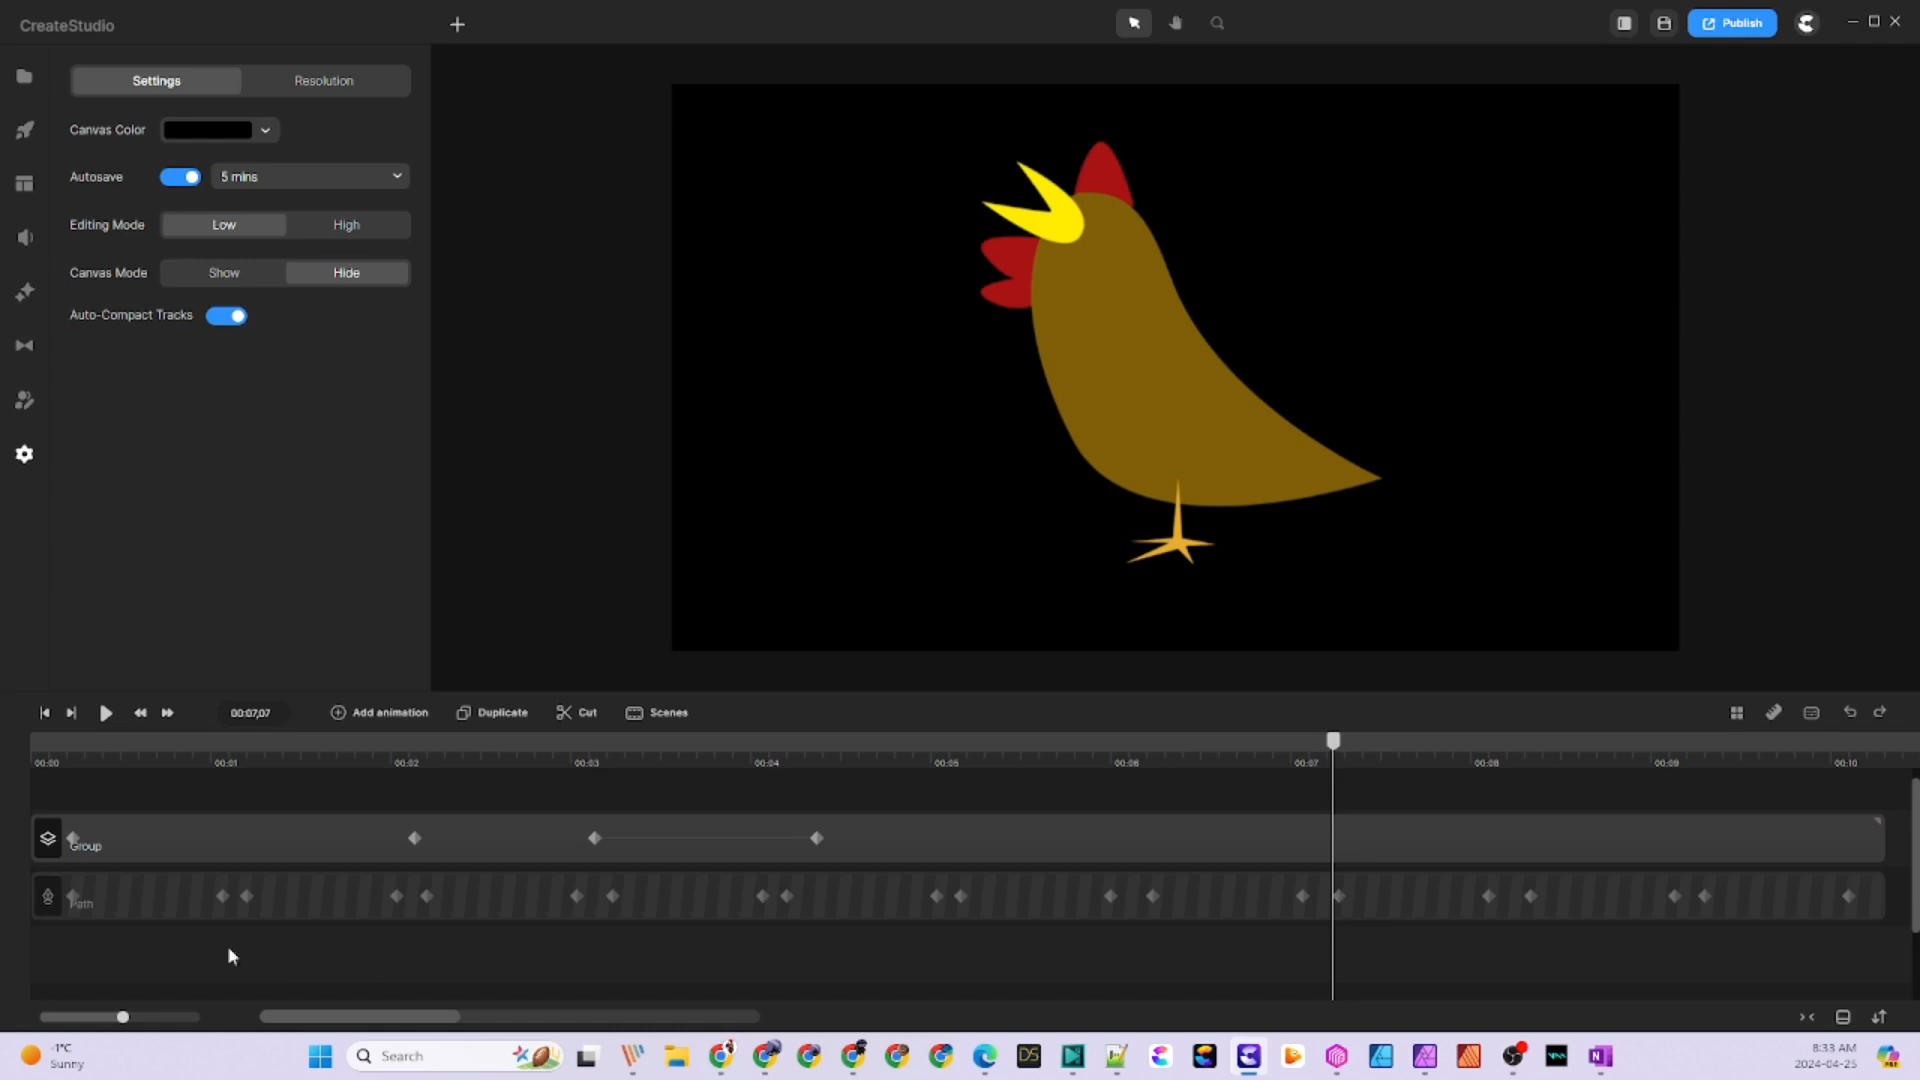 CreateStudio
Publish
Settings
Resolution
Canvas Color
Autosave
5 mins
Editing Mode
Low
High
Canvas Mode
Show
Hide
Auto-Compact Tracks
00:07,07
Add animation
Duplicate
Cut
Scenes
00:00
00:01
00:02
00:03
00:04
00:05
00:06
00:07
00:08
00:09
00:10
Group
Path
-1°C
Sunny
Search
DS
N
8:33 AM
2024-04-25